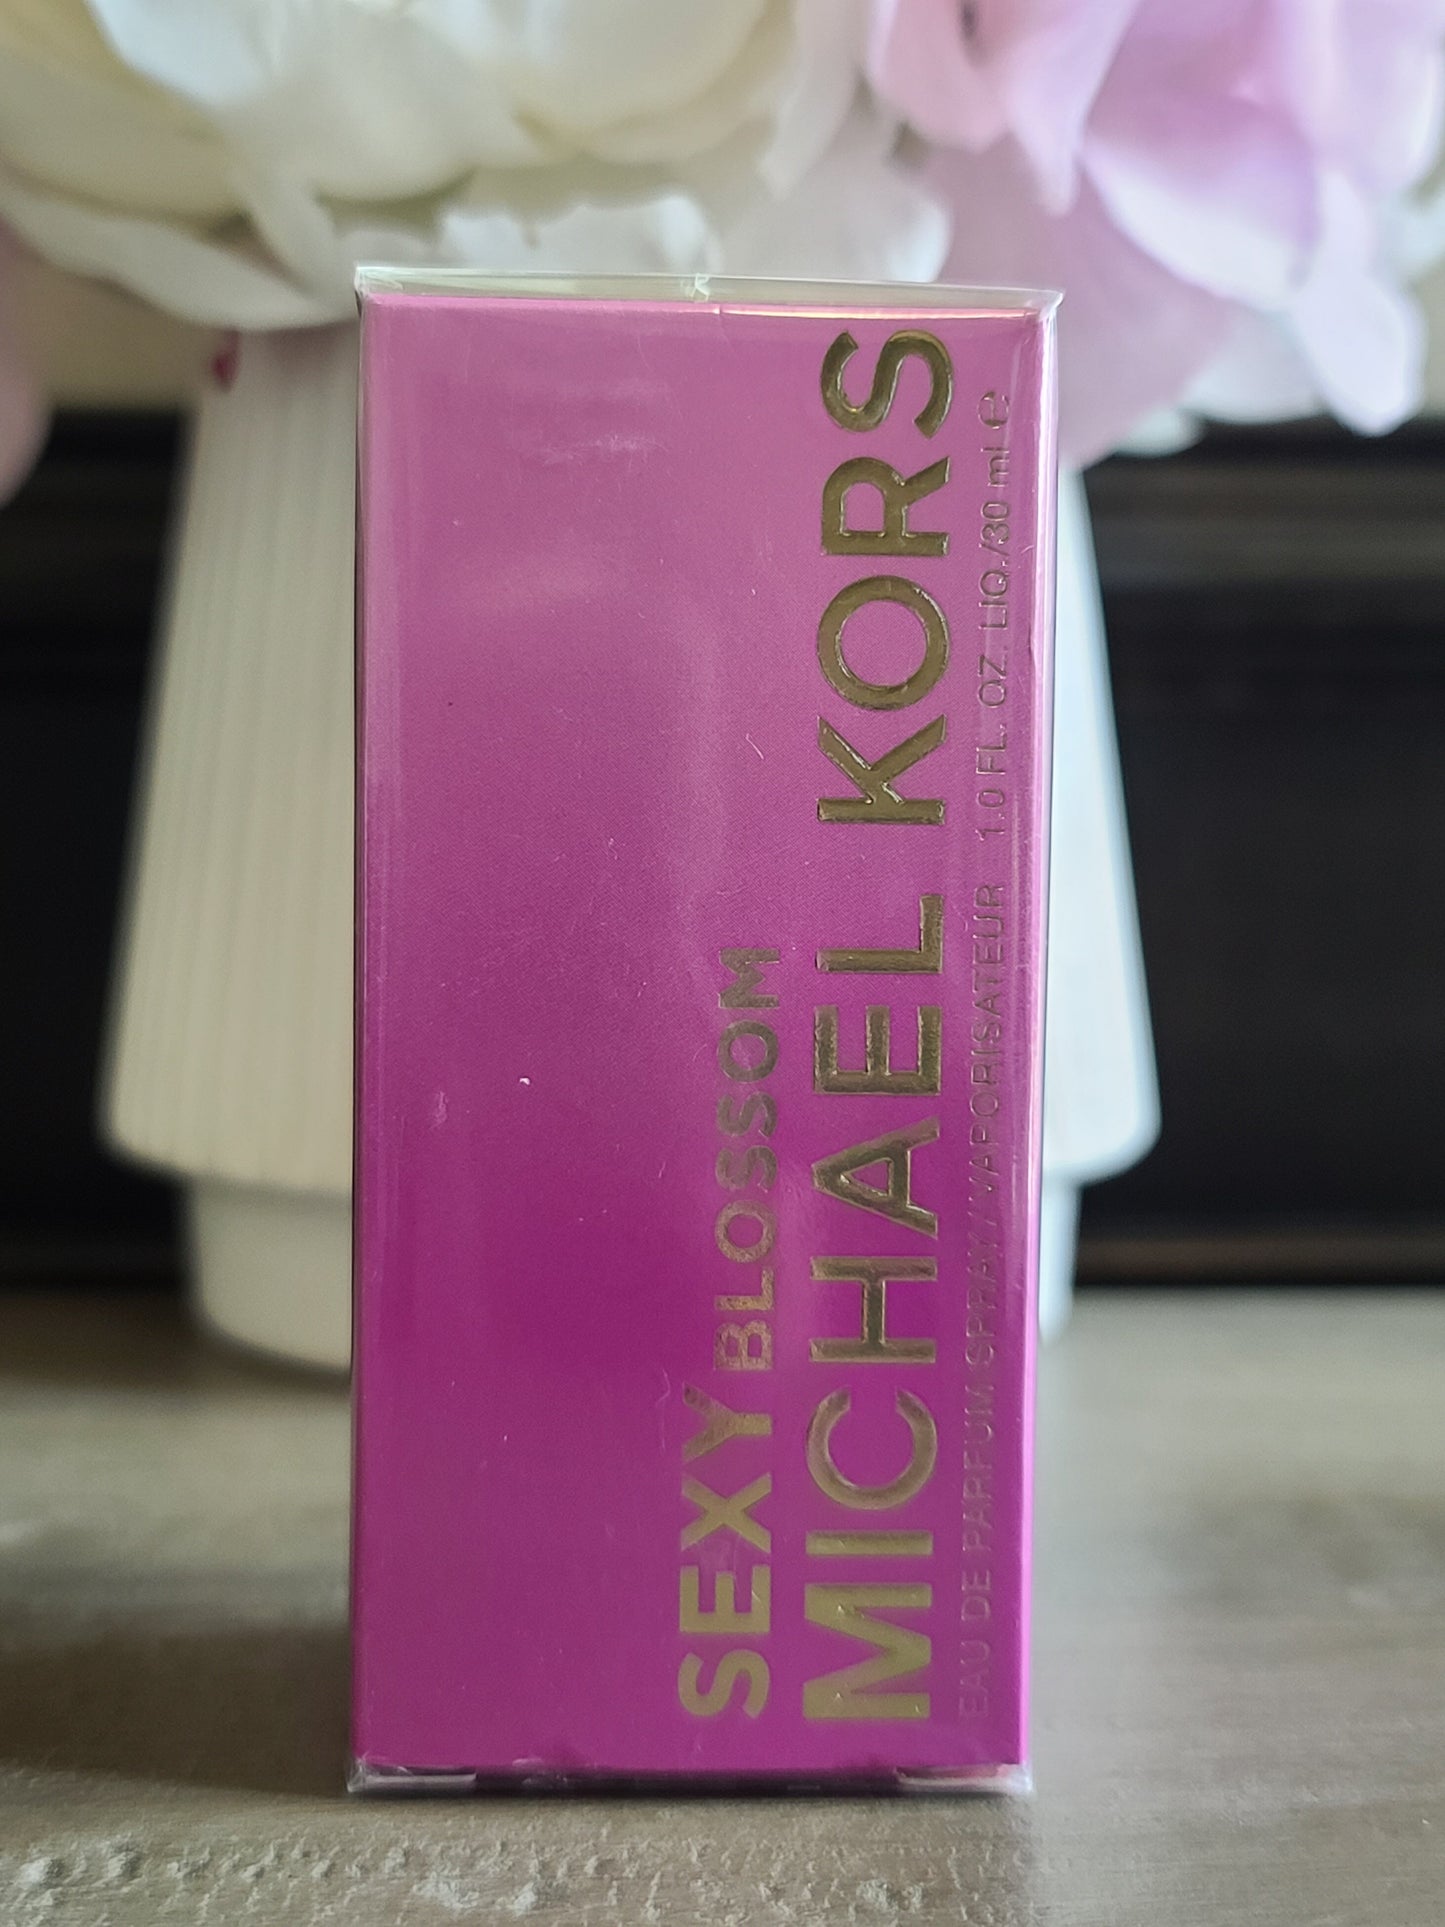 SEXY BLOSSOM
MICHAEL KORS
EAU DE PARFUM SPRAY/VAPORISATEUR 1.0 FL. OZ. LIQ./30 ml e